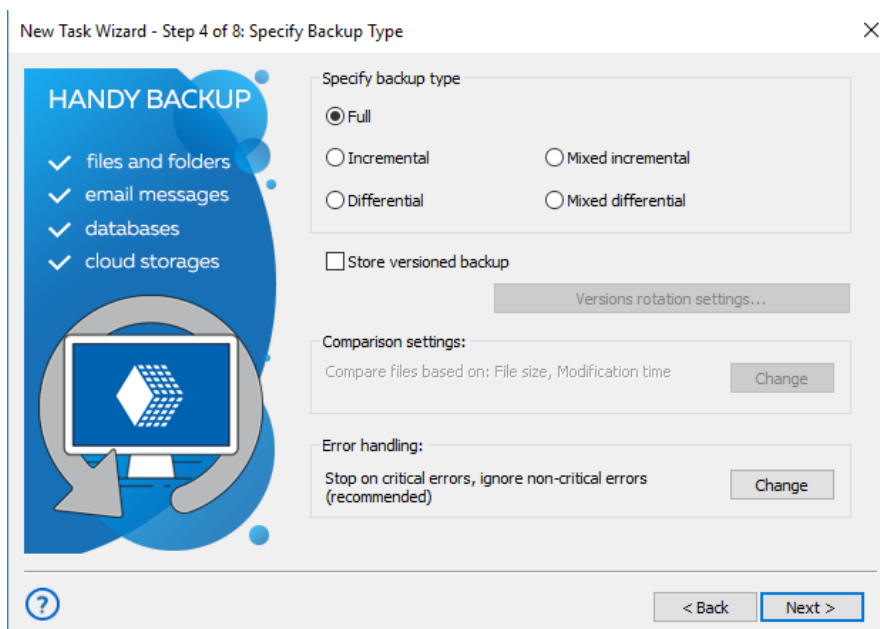 New Task Wizard - Step 4 of 8: Specify Backup Type
HANDY BACKUP
files and folders
email messages
databases
cloud storages
Specify backup type
Full
Incremental
Mixed incremental
Differential
Mixed differential
Store versioned backup
Versions rotation settings...
Comparison settings:
Compare files based on: File size, Modification time
Change
Error handling:
Stop on critical errors, ignore non-critical errors
(recommended)
Change
?
< Back
Next >